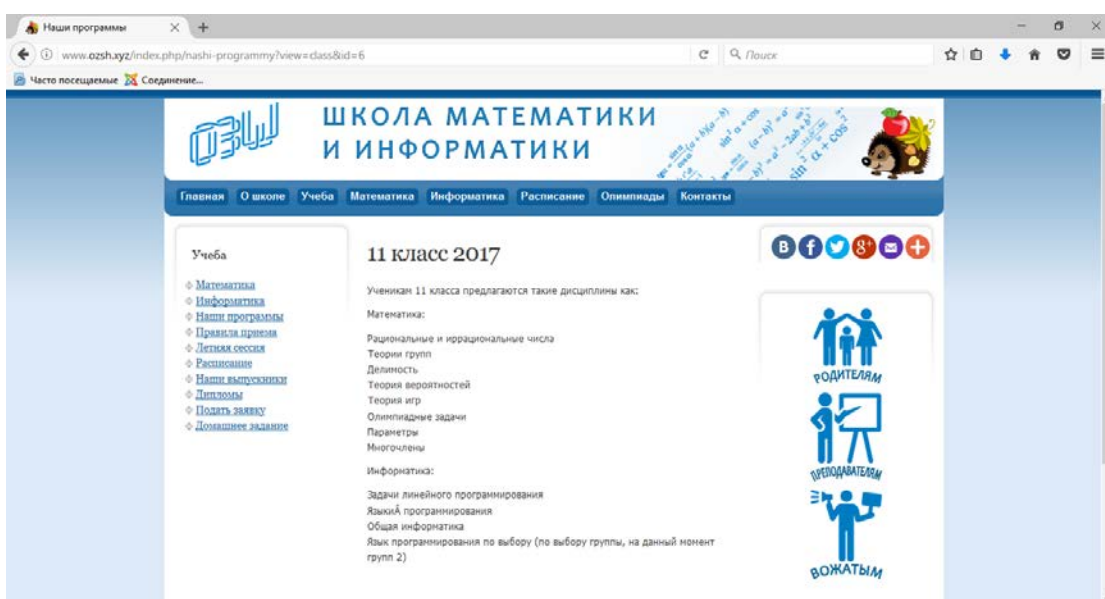 Наши программы
www.ozsh.xyz/index.php/nashi-programmy?view=class&id=6
Поиск
Часто посещаемые Соединение...
ОЗШ
ШКОЛА МАТЕМАТИКИ
И ИНФОРМАТИКИ
Главная О школе Учеба Математика Информатика Расписание Олимпиады Контакты
Учеба
Математика
Информатика
Наши программы
Правила приема
Летняя сессия
Расписание
Наши выпускники
Дипломы
Подать заявку
Домашнее задание
11 класс 2017
Ученикам 11 класса предлагаются такие дисциплины как:
Математика:
Рациональные и иррациональные числа
Теории групп
Делимость
Теория вероятностей
Теория игр
Олимпиадные задачи
Параметры
Многочлены
Информатика:
Задачи линейного программирования
ЯзыкиÁ программирования
Общая информатика
Язык программирования по выбору (по выбору группы, на данный момент
групп 2)
РОДИТЕЛЯМ
ПРЕПОДАВАТЕЛЯМ
ВОЖАТЫМ